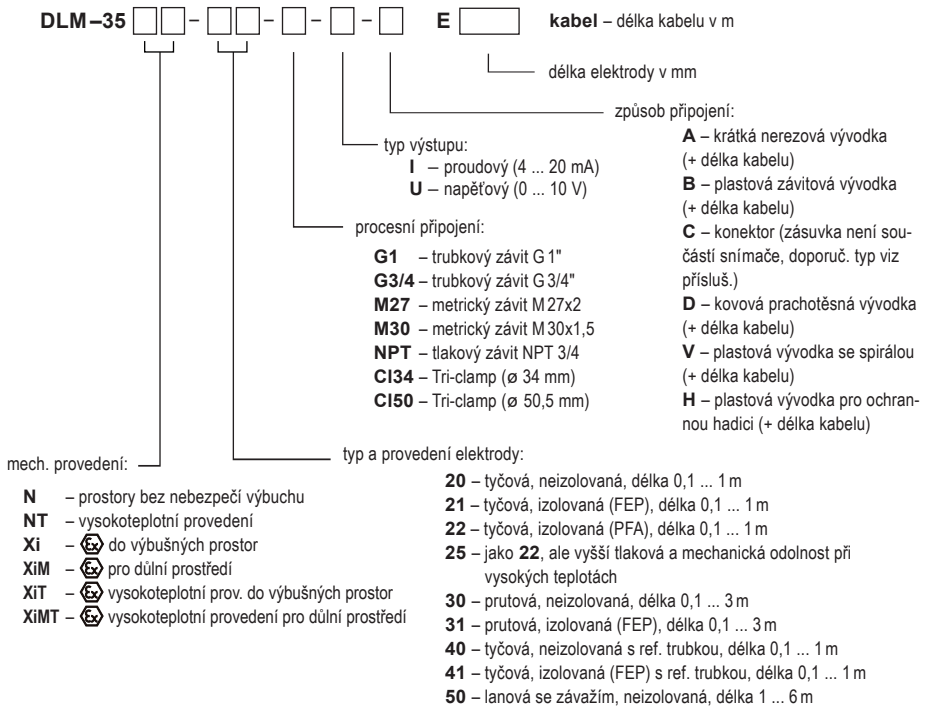 DLM–35 – – – – E kabel – délka kabelu v m
délka elektrody v mm
způsob připojení:
A – krátká nerezová vývodka
(+ délka kabelu)
B – plastová závitová vývodka
(+ délka kabelu)
C – konektor (zásuvka není sou-
částí snímače, doporuč. typ viz
přísluš.)
D – kovová prachotěsná vývodka
(+ délka kabelu)
V – plastová vývodka se spirálou
(+ délka kabelu)
H – plastová vývodka pro ochran-
nou hadici (+ délka kabelu)
typ výstupu:
I – proudový (4 ... 20 mA)
U – napěťový (0 ... 10 V)
procesní připojení:
G1 – trubkový závit G 1"
G3/4 – trubkový závit G 3/4"
M27 – metrický závit M 27x2
M30 – metrický závit M 30x1,5
NPT – tlakový závit NPT 3/4
Cl34 – Tri-clamp (ø 34 mm)
Cl50 – Tri-clamp (ø 50,5 mm)
typ a provedení elektrody:
20 – tyčová, neizolovaná, délka 0,1 ... 1 m
21 – tyčová, izolovaná (FEP), délka 0,1 ... 1 m
22 – tyčová, izolovaná (PFA), délka 0,1 ... 1 m
25 – jako 22, ale vyšší tlaková a mechanická odolnost při
vysokých teplotách
30 – prutová, neizolovaná, délka 0,1 ... 3 m
31 – prutová, izolovaná (FEP), délka 0,1 ... 3 m
40 – tyčová, neizolovaná s ref. trubkou, délka 0,1 ... 1 m
41 – tyčová, izolovaná (FEP) s ref. trubkou, délka 0,1 ... 1 m
50 – lanová se závažím, neizolovaná, délka 1 ... 6 m
mech. provedení:
N – prostory bez nebezpečí výbuchu
NT – vysokoteplotní provedení
Xi – Ex do výbušných prostor
XiM – Ex pro důlní prostředí
XiT – Ex vysokoteplotní prov. do výbušných prostor
XiMT – Ex vysokoteplotní provedení pro důlní prostředí